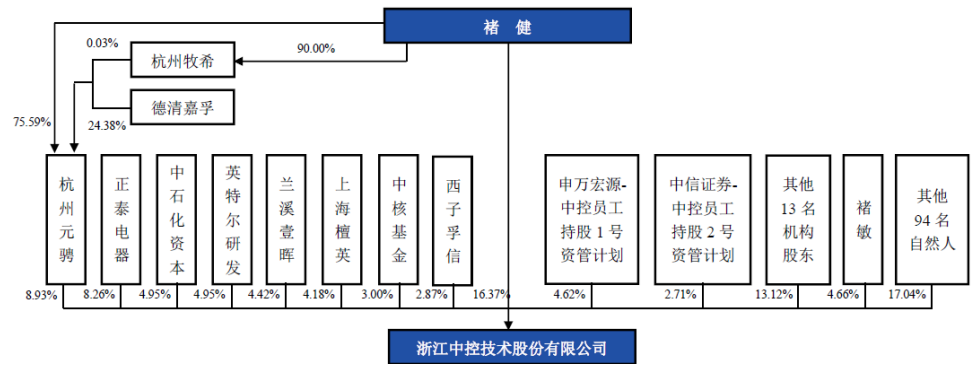 褚 健
0.03%
杭州牧希
90.00%
德清嘉孚
75.59%
24.38%
杭州元骋
正泰电器
中石化资本
英特尔研发
兰溪壹晖
上海檀英
中核基金
西子孚信
申万宏源-
中控员工
持股 1 号
资管计划
中信证券-
中控员工
持股 2 号
资管计划
其他
13 名
机构
股东
褚敏
其他
94 名
自然人
8.93%
8.26%
4.95%
4.95%
4.42%
4.18%
3.00%
2.87%
16.37%
4.62%
2.71%
13.12%
4.66%
17.04%
浙江中控技术股份有限公司